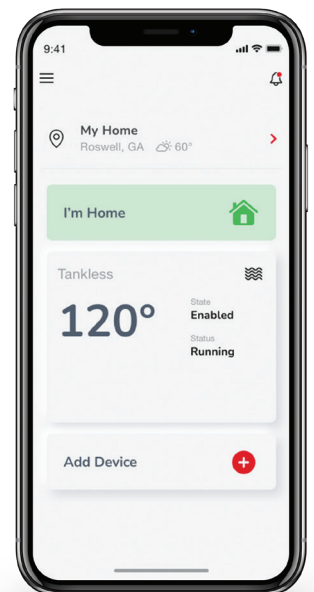 9:41
My Home
Roswell, GA 60°
I'm Home
Tankless
120°
State
Enabled
Status
Running
Add Device